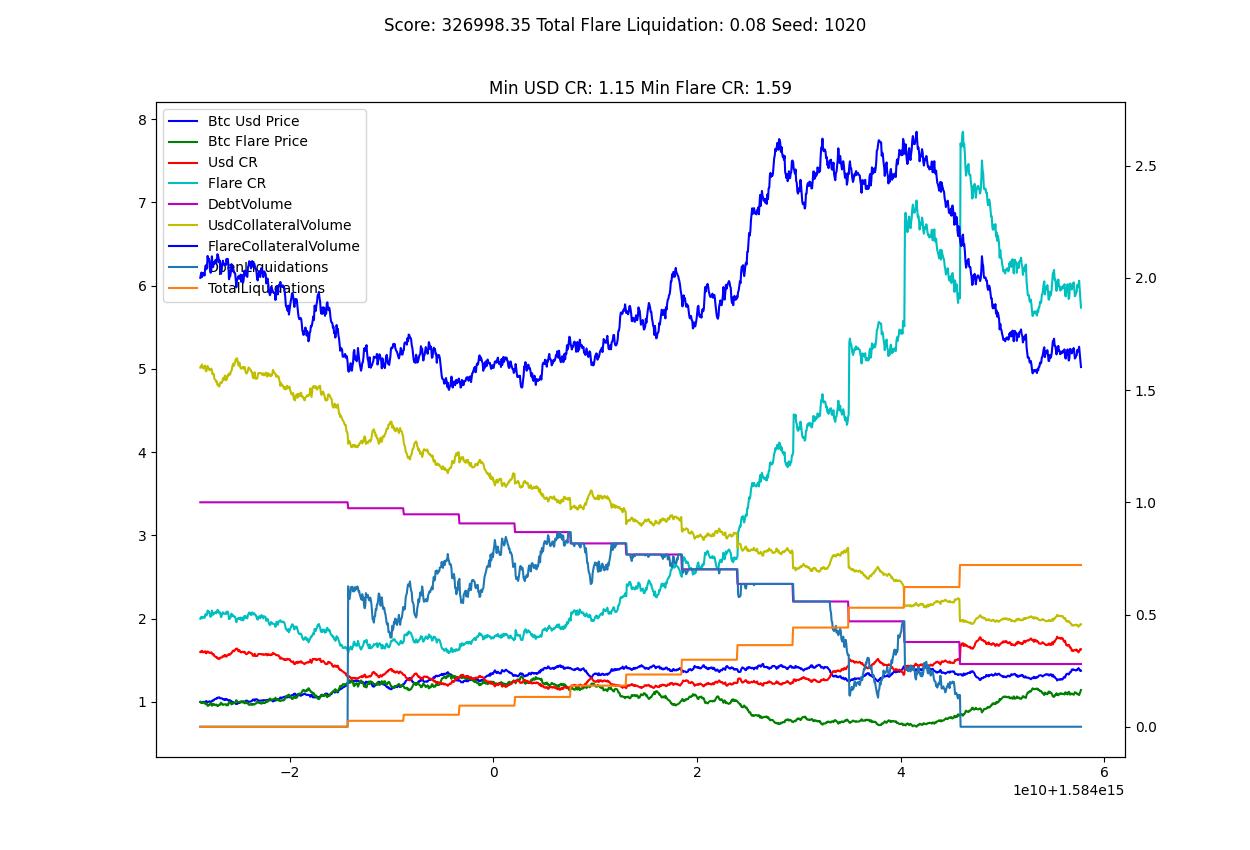 Score: 326998.35 Total Flare Liquidation: 0.08 Seed: 1020
Min USD CR: 1.15 Min Flare CR: 1.59
Btc Usd Price
Btc Flare Price
Usd CR
Flare CR
DebtVolume
UsdCollateralVolume
FlareCollateralVolume
OpenLiquidations
TotalLiquidations
8
7
6
5
4
3
2
1
2.5
2.0
1.5
1.0
0.5
0.0
−2
0
2
4
6
1e10+1.584e15